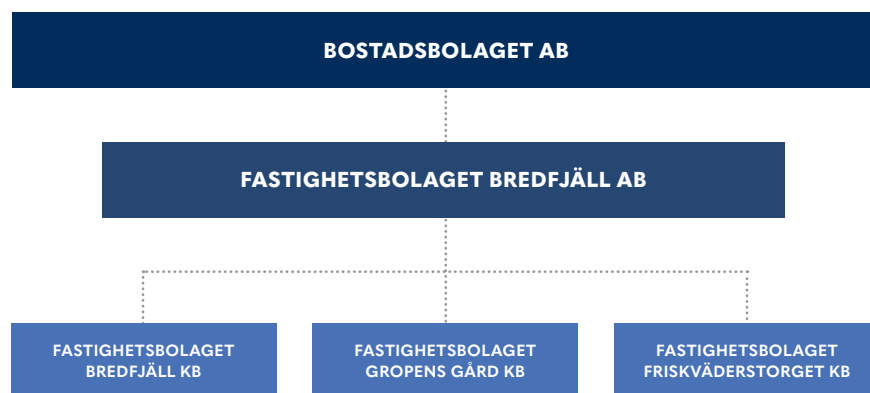 BOSTADSBOLAGET AB
FASTIGHETSBOLAGET BREDFJÄLL AB
FASTIGHETSBOLAGET
BREDFJÄLL KB
FASTIGHETSBOLAGET
GROPENS GÅRD KB
FASTIGHETSBOLAGET
FRISKVÄDERSTORGET KB